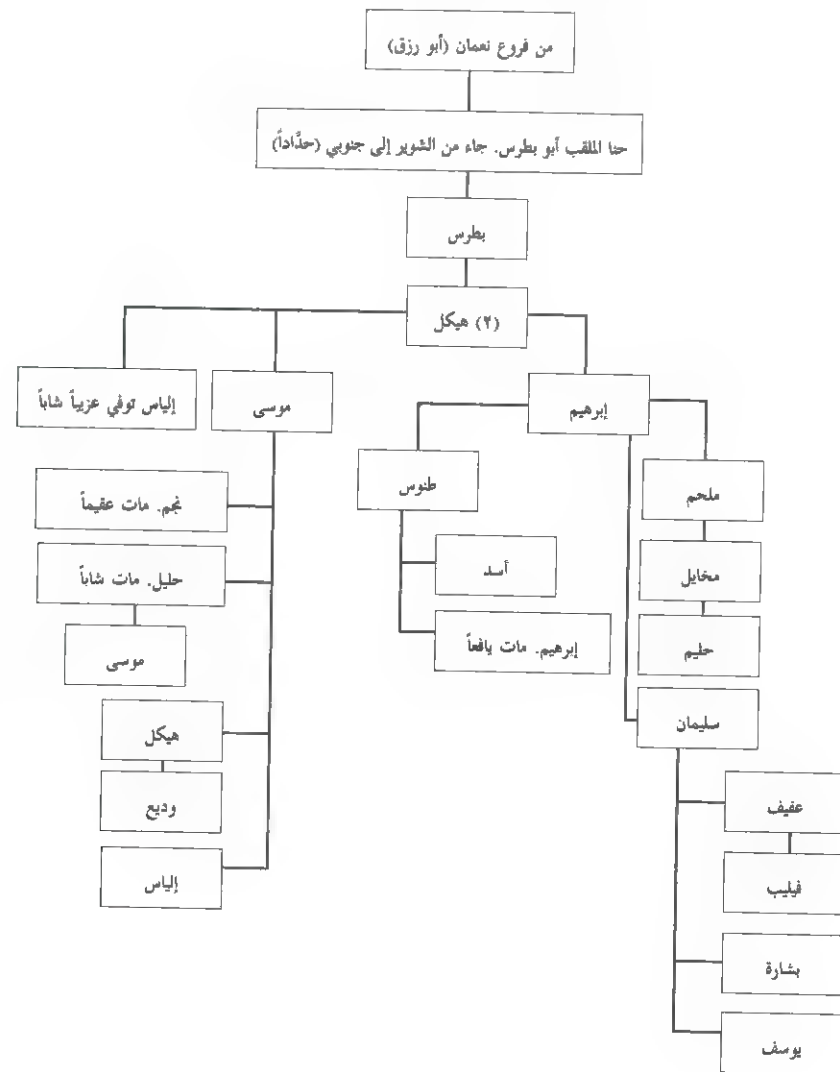 من فروع نعمان (أبو رزق)
حنا الملقب أبو بطرس. جاء من الشوير إلى جنوبي (حدَّاداً)
بطرس
(٢) هيكل
إبرهيم
موسى
إلياس توفي عزيباً شاباً
ملحم
مخايل
حليم
سليمان
عفيف
فيليب
بشارة
يوسف
طنوس
أسد
إبرهيم. مات يافعاً
نجم. مات عقيماً
خليل. مات شاباً
موسى
هيكل
وديع
إلياس